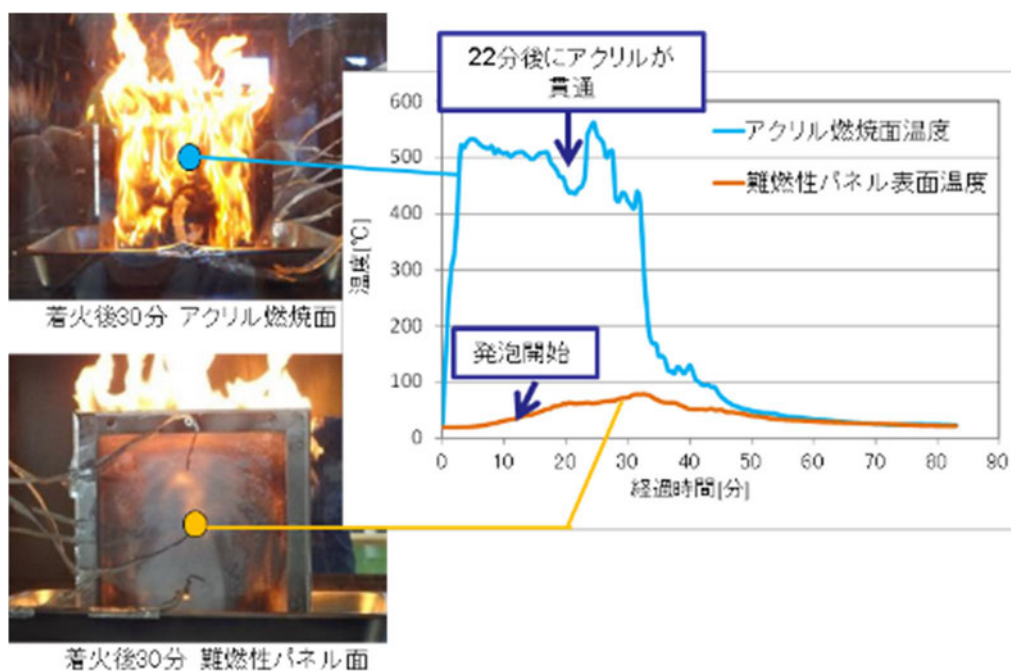 22分後にアクリルが
貫通
600
500
400
300
200
100
0
温度[℃]
アクリル燃焼面温度
難燃性パネル表面温度
発泡開始
0 10 20 30 40 50 60 70 80 90
経過時間[分]
着火後30分 アクリル燃焼面
着火後30分 難燃性パネル面